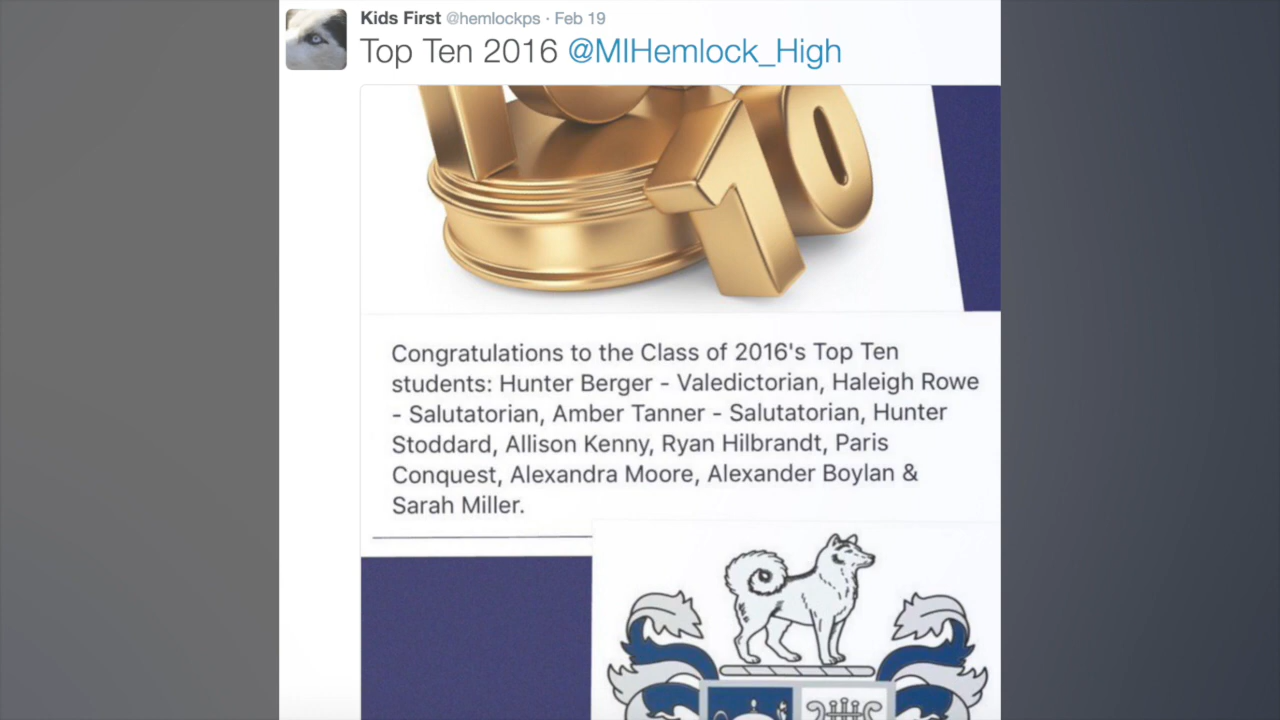 Kids First @hemlockps · Feb 19
Top Ten 2016 @MIHemlock_High
10
Congratulations to the Class of 2016's Top Ten
students: Hunter Berger - Valedictorian, Haleigh Rowe
- Salutatorian, Amber Tanner - Salutatorian, Hunter
Stoddard, Allison Kenny, Ryan Hilbrandt, Paris
Conquest, Alexandra Moore, Alexander Boylan &
Sarah Miller.